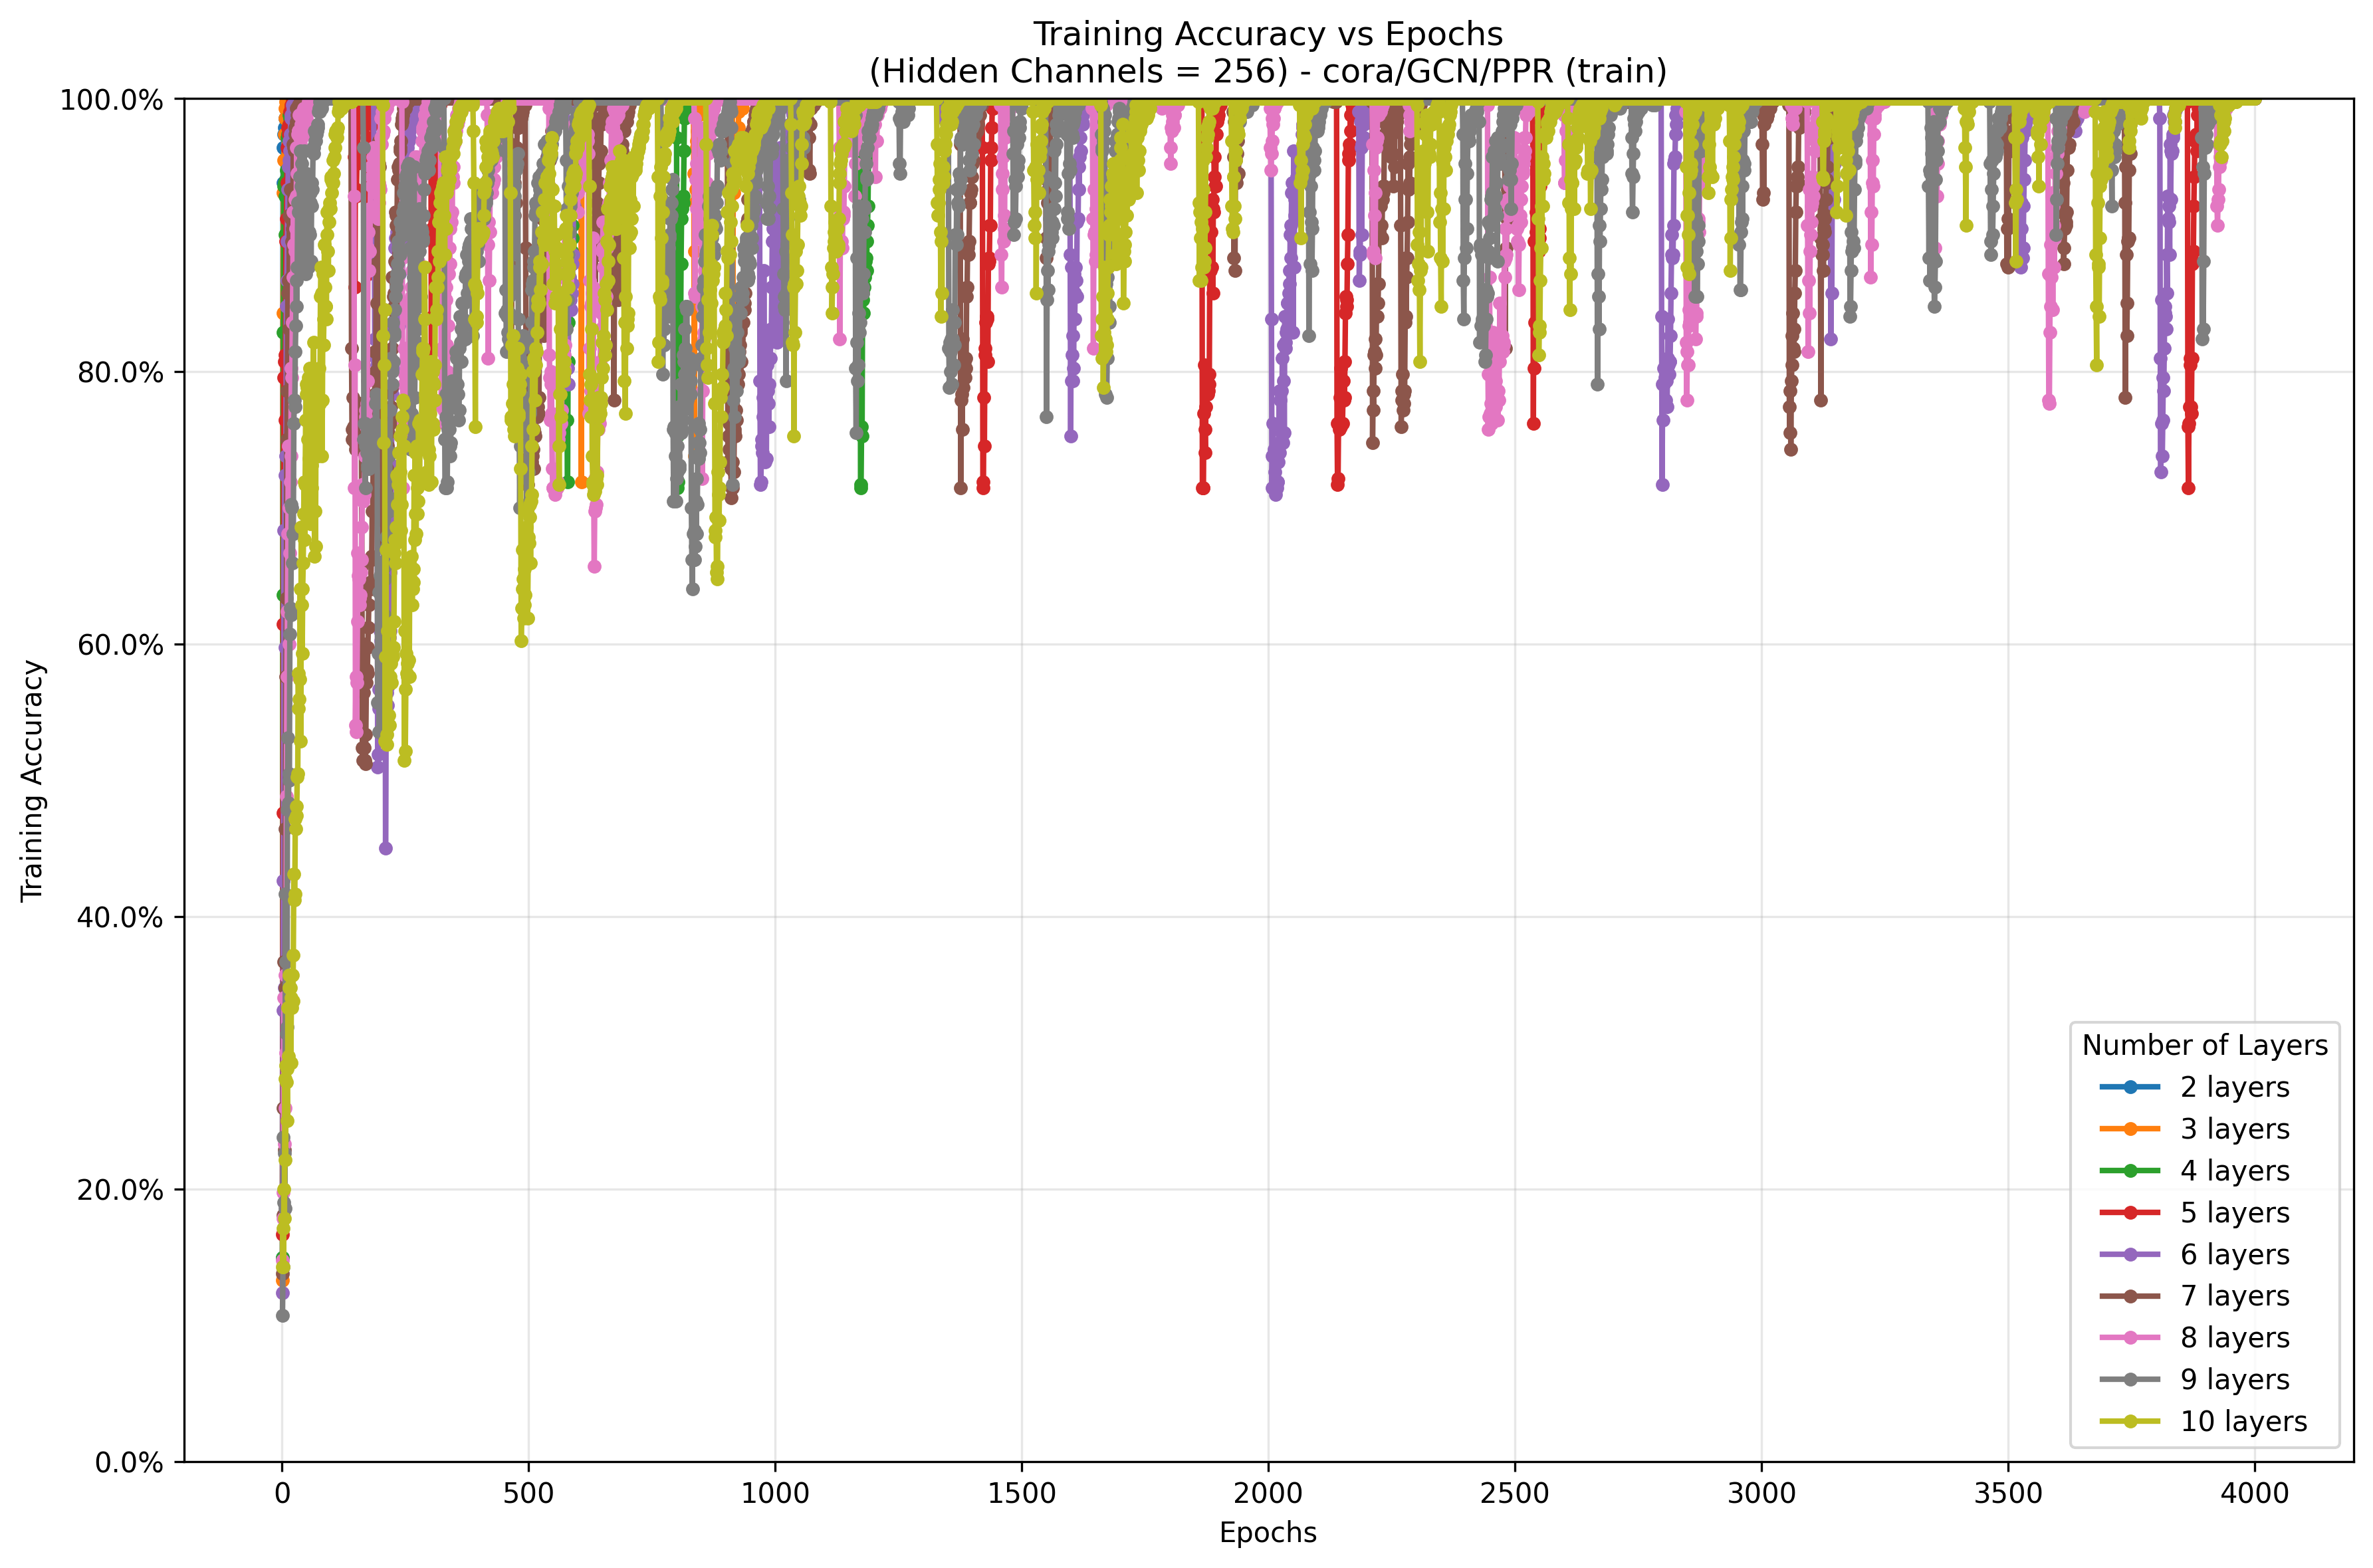 Training Accuracy vs Epochs
(Hidden Channels = 256) - cora/GCN/PPR (train)
100.0%
80.0%
60.0%
40.0%
20.0%
0.0%
Training Accuracy
0
500
1000
1500
2000
2500
3000
3500
4000
Epochs
Number of Layers
2 layers
3 layers
4 layers
5 layers
6 layers
7 layers
8 layers
9 layers
10 layers